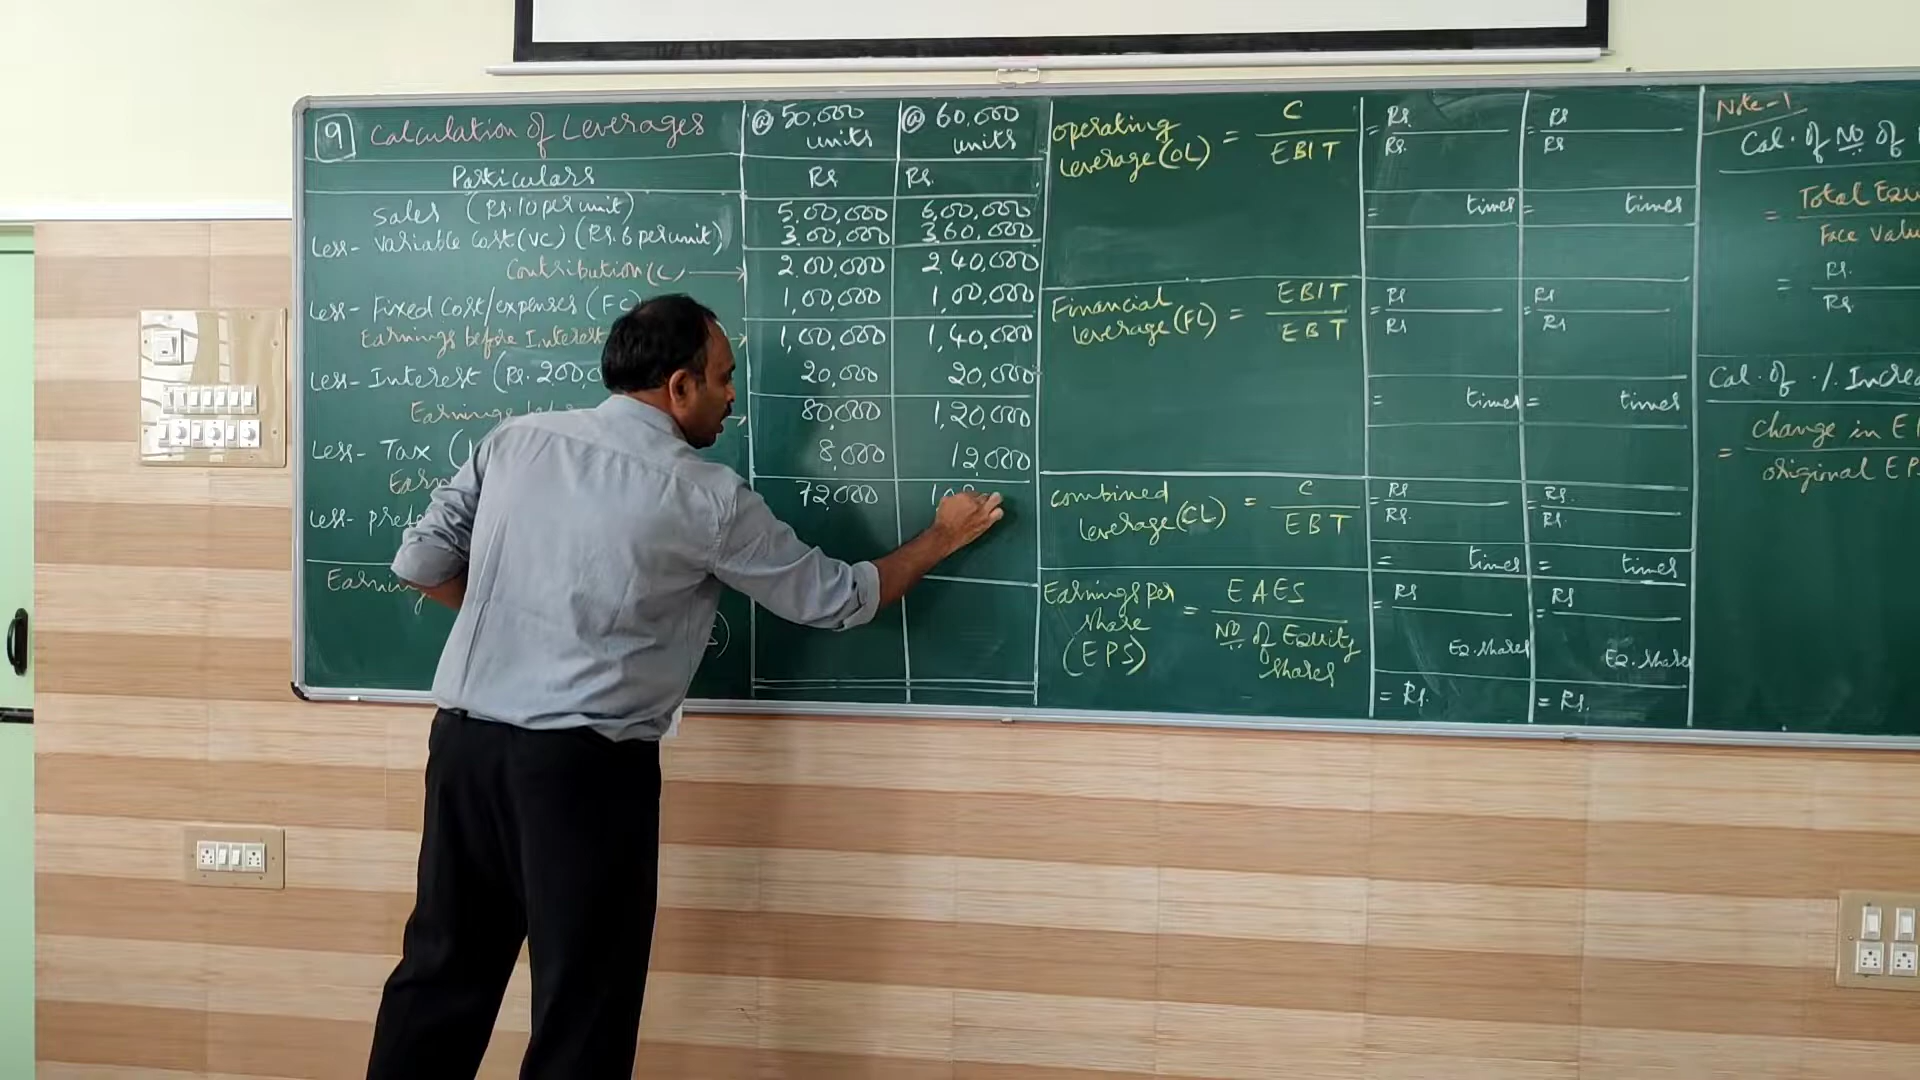 9 Calculation of Leverages
@ 50,000 units
@ 60,000 units
Particulars
Rs
Rs.
Sales (Rs. 10 per unit) 5,00,000 6,00,000
Less- Variable Cost (VC) (Rs. 6 per unit) 3,00,000 3,60,000
Contribution (C 2,00,000 2,40,000
Less- Fixed Cost/expenses (FC) 1,00,000 1,00,000
Earnings before Interest 1,00,000 1,40,000
Less- Interest (Rs. 200,0 20,000 20,000
Earnings 80,000 1,20,000
Less- Tax ( 8,000 12,000
Earn 72,000
Less- prefe
Earning
S)
Operating
Leverage (OL) = C / EBIT
= Rs. / Rs.
= Rs / Rs
= times
= times
Financial
Leverage (FL) = EBIT / EBT
= Rs / Rs
= Rs / Rs
= times
= times
Combined
Leverage (CL) = C / EBT
= Rs / Rs.
= Rs. / Rs.
= times
= times
Earnings per
share
(EPS)
= EAES / No of Equity shares
= Rs / Eq. shares
= Rs / Eq. shares
= Rs.
= Rs.
Note-1
Cal. of No of
= Total
Face Valu
= Rs. / Rs.
Cal. of .%. Increa
= change in E
original EP